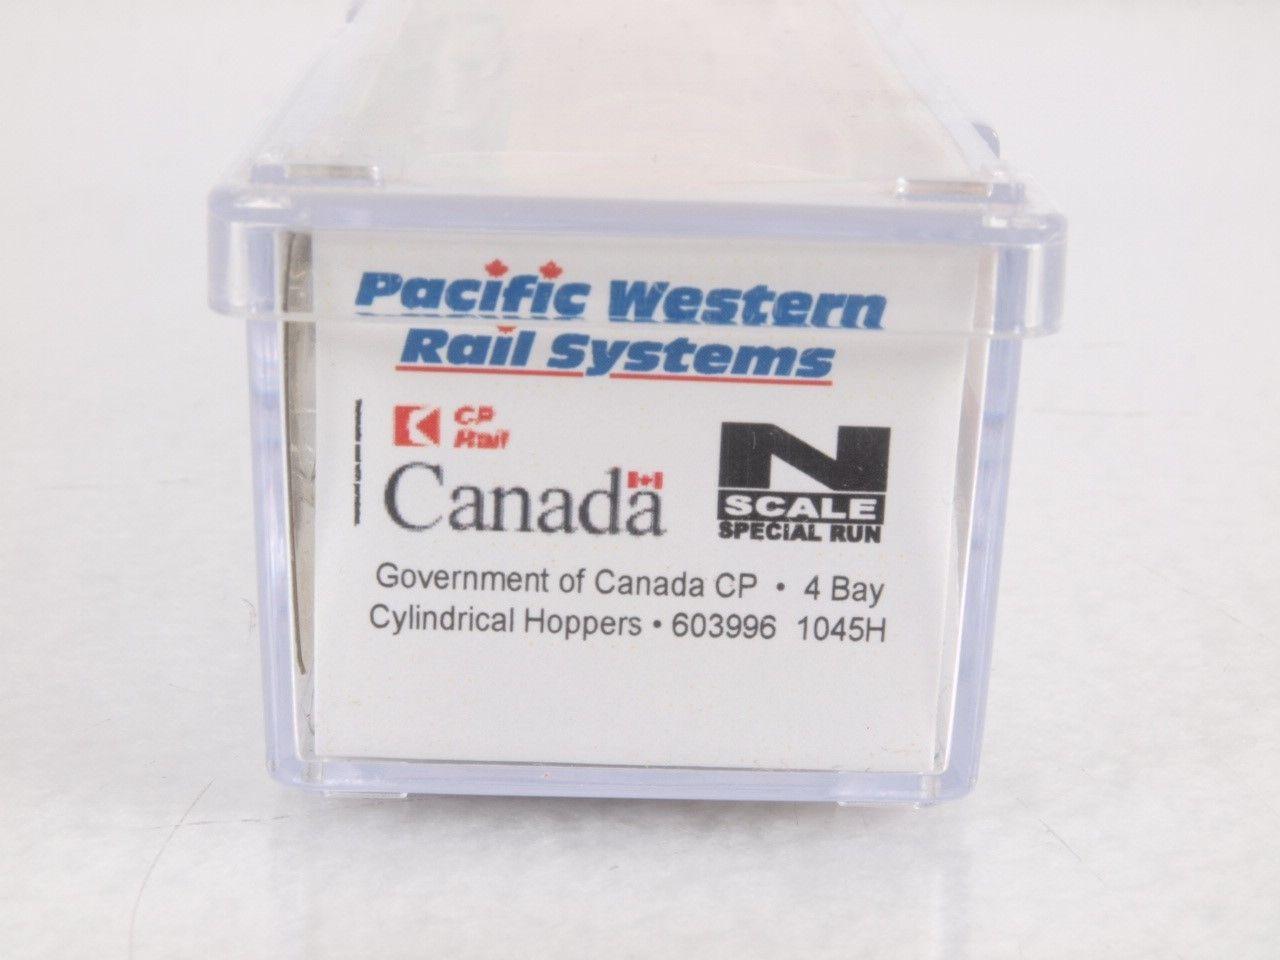 Pacific Western
Rail Systems
CP
Rail
Canada
N
SCALE
SPECIAL RUN
Government of Canada CP • 4 Bay
Cylindrical Hoppers • 603996 1045H